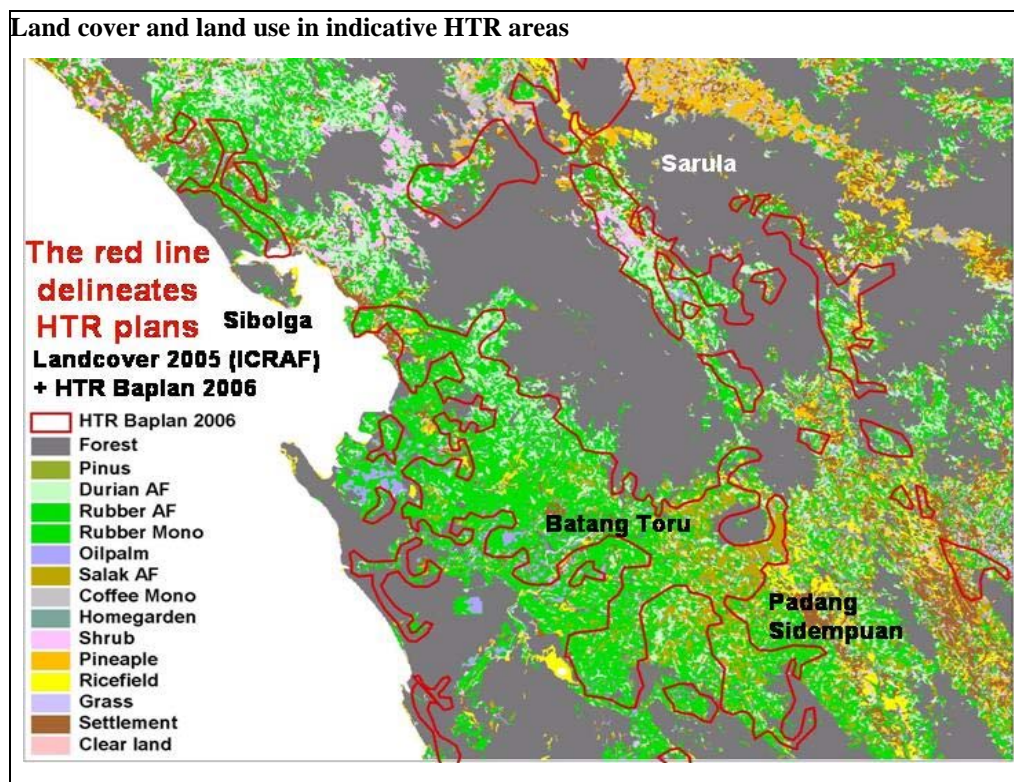 Land cover and land use in indicative HTR areas
Sarula
The red line
delineates
HTR plans
Sibolga
Landcover 2005 (ICRAF)
+ HTR Baplan 2006
HTR Baplan 2006
Forest
Pinus
Durian AF
Rubber AF
Rubber Mono
Oilpalm
Salak AF
Coffee Mono
Homegarden
Shrub
Pineaple
Ricefield
Grass
Settlement
Clear land
Batang Toru
Padang
Sidempuan